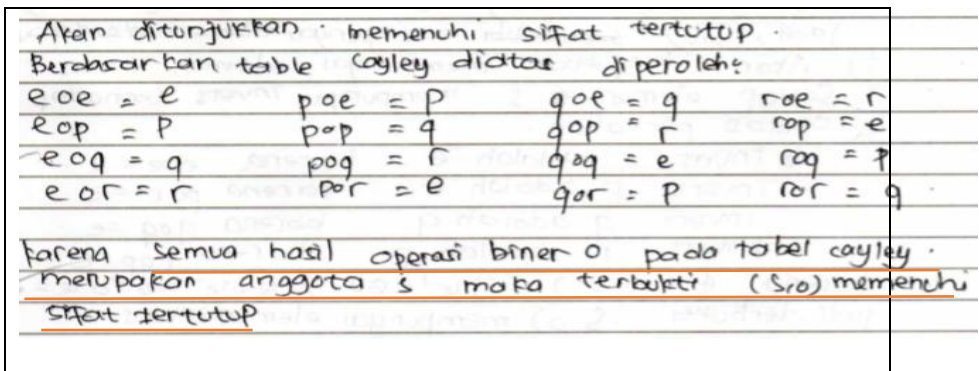 Akan ditunjukkan memenuhi sifat tertutup
Berdasarkan table cayley diatas diperoleh:
eoe = e poe = p qoe = q roe = r
eop = p pop = q qop = r rop = e
eoq = q poq = r qoq = e roq = p
eor = r por = e qor = p ror = q
karena semua hasil operasi biner o pada tabel cayley.
merupakan anggota s maka terbukti (S,o) memenuhi
sifat tertutup